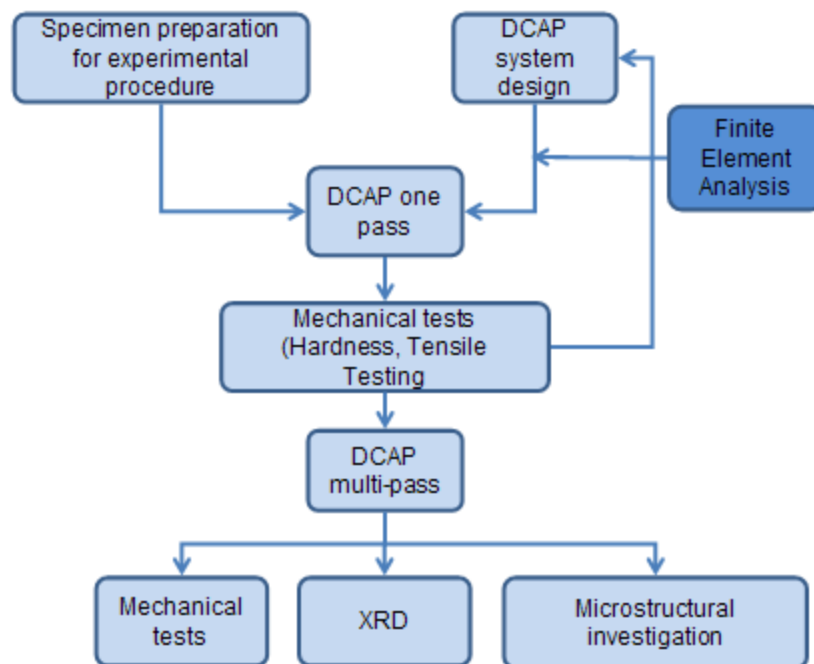 Specimen preparation
for experimental
procedure
DCAP
system
design
Finite
Element
Analysis
DCAP one
pass
Mechanical tests
(Hardness, Tensile
Testing
DCAP
multi-pass
Mechanical
tests
XRD
Microstructural
investigation